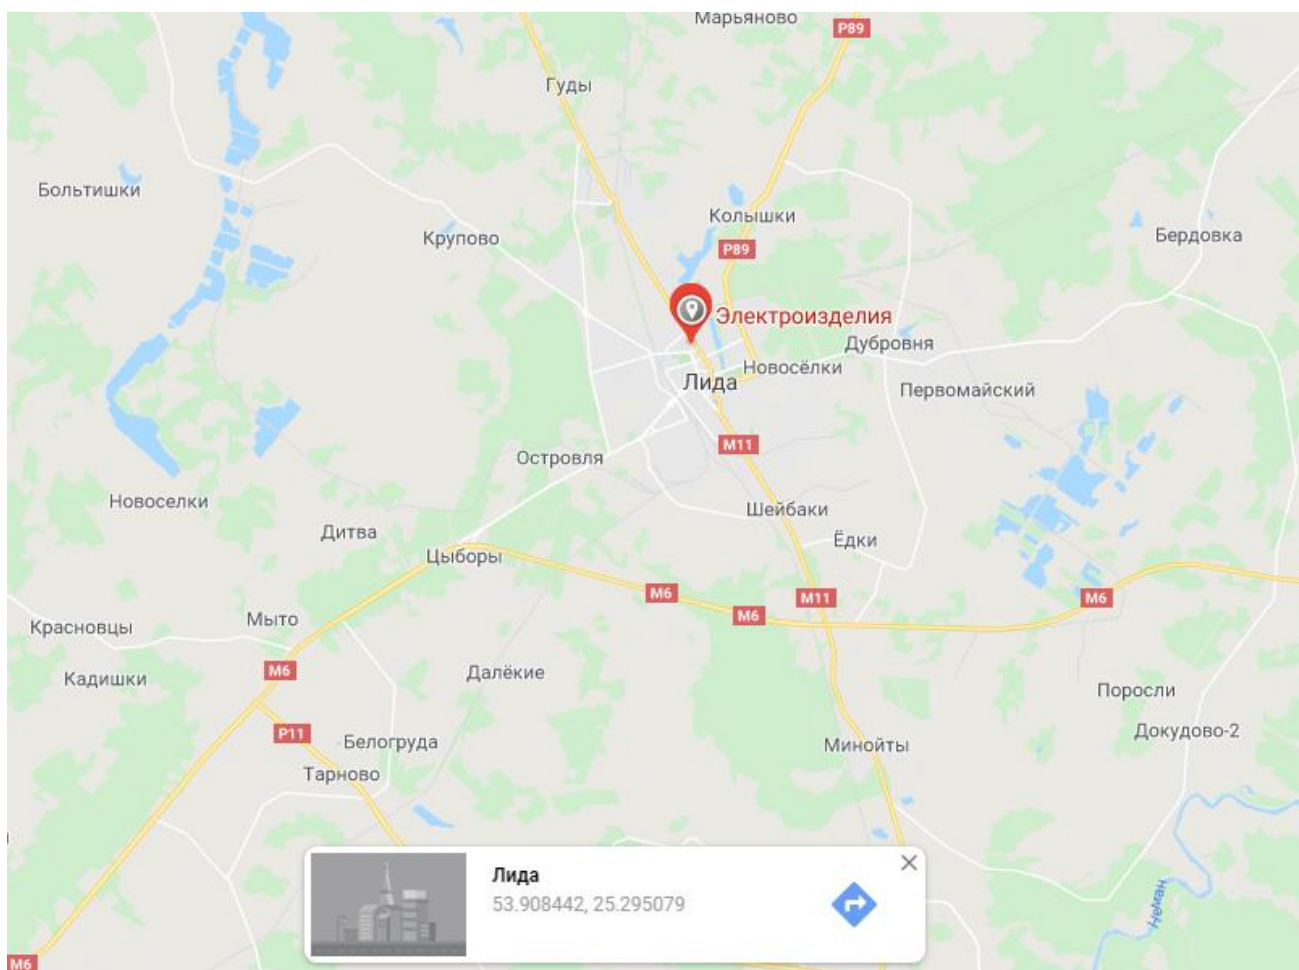 Марьяново
P89
Гуды
Больтишки
Колышки
Крупово
P89
Бердовка
Электроизделия
Дубровня
Новосёлки
Лида
Первомайский
M11
Островля
Новоселки
Шейбаки
Дитва
Ёдки
Цыборы
M6
M11
M6
M6
Мыто
Красновцы
M6
Далёкие
Кадишки
Поросли
P11
Докудово-2
Белогруда
Минойты
Тарново
Лида
53.908442, 25.295079
Неман
M6